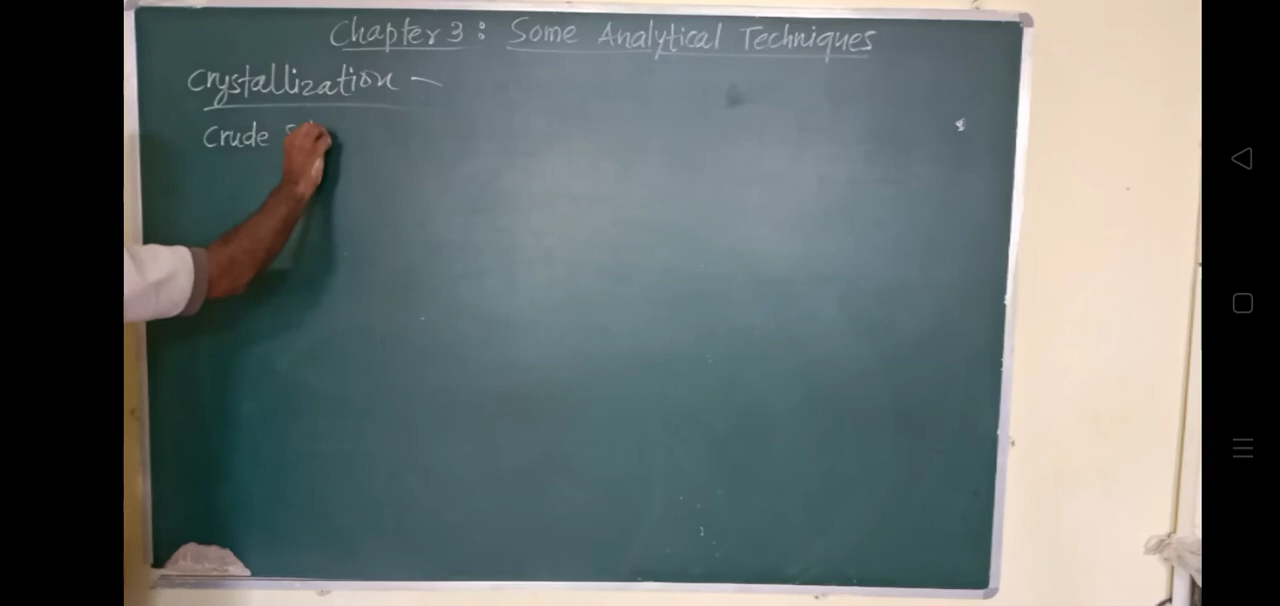 Chapter 3 : Some Analytical Techniques
Crystallization –
Crude